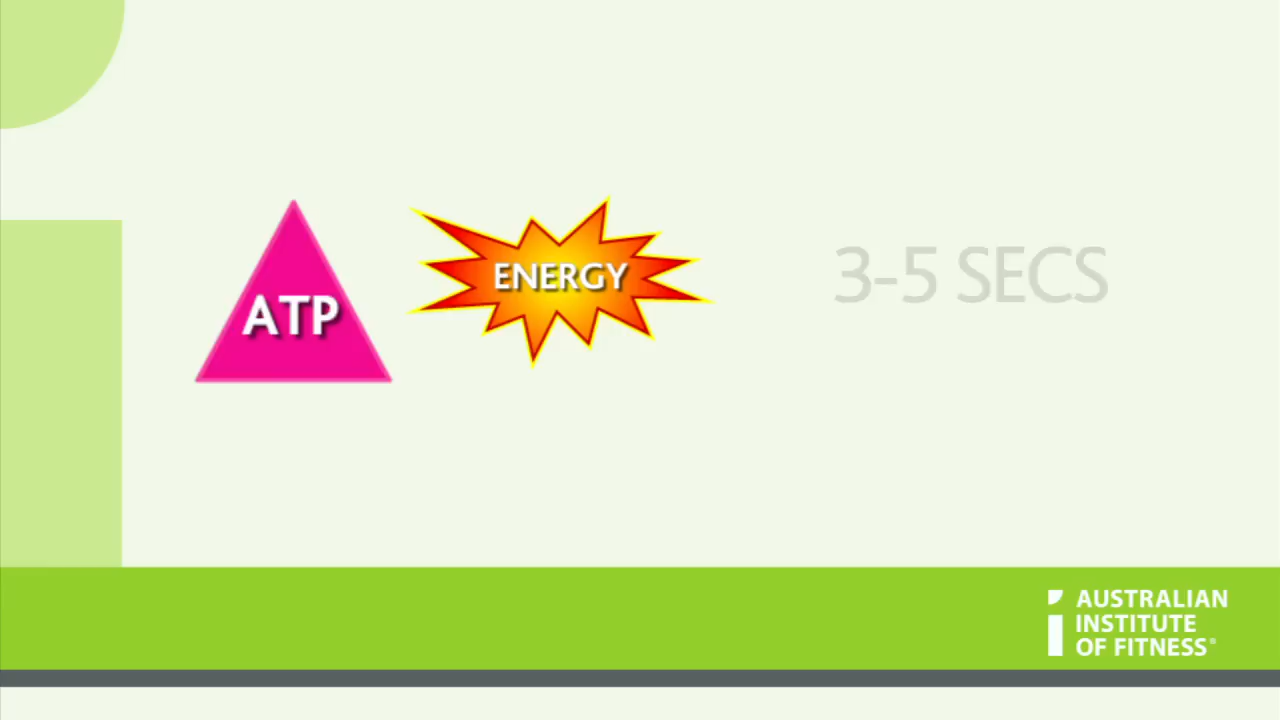 ATP
ENERGY
3-5 SECS
AUSTRALIAN
INSTITUTE
OF FITNESS®